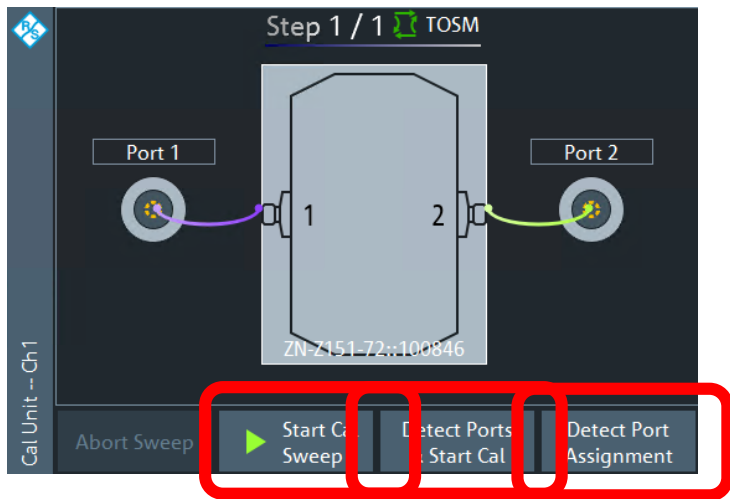 R&S
Step 1 / 1 TOSM
Port 1
Port 2
1
2
ZN-Z151-72::100846
Cal Unit -- Ch1
Abort Sweep
Start Cal
Sweep
Detect Ports
& Start Cal
Detect Port
Assignment